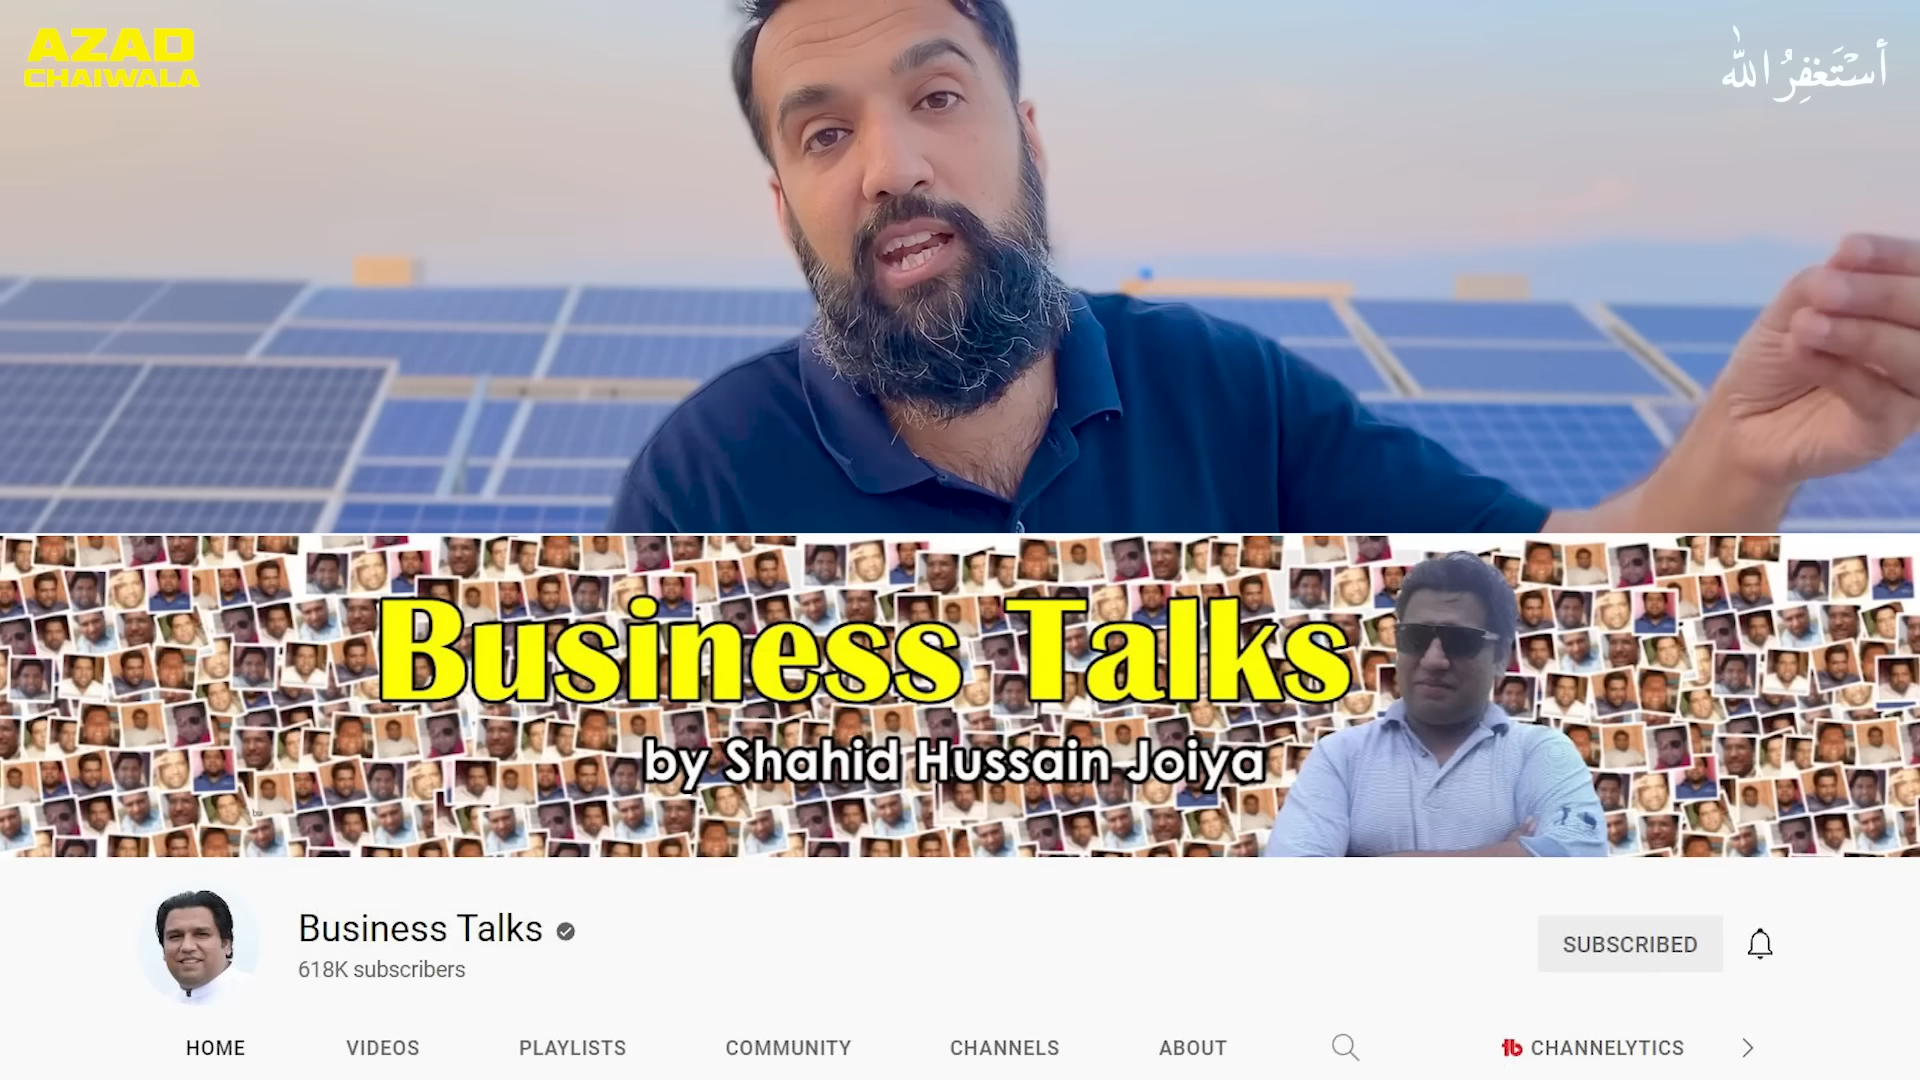 AZAD
CHAIWALA
أَسْتَغْفِرُ اللّٰه
Business Talks
by Shahid Hussain Joiya
Business Talks
618K subscribers
SUBSCRIBED
HOME
VIDEOS
PLAYLISTS
COMMUNITY
CHANNELS
ABOUT
CHANNELYTICS